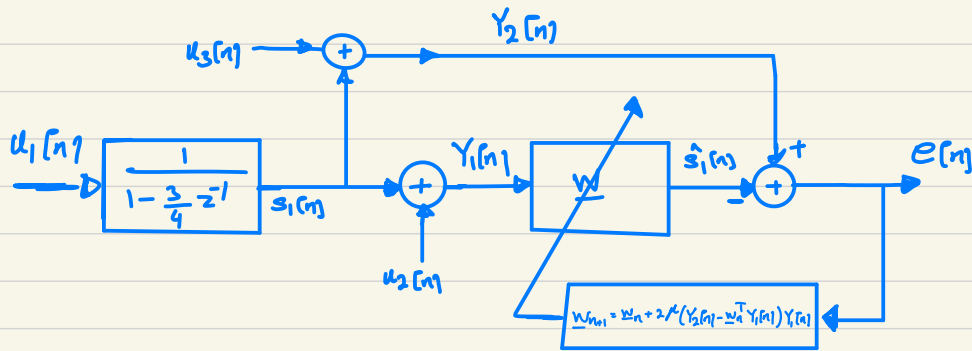 Y₂[n]
u₃[n]
+
u₁[n]
1
1 - 3/4 z⁻¹
s₁[n]
+
Y₁[n]
u₂[n]
W
ŝ₁[n]
+
-
+
e[n]
w_{n+1} = w_n + 2μ(Y₂[n] - w_n^T Y₁[n]) Y₁[n]